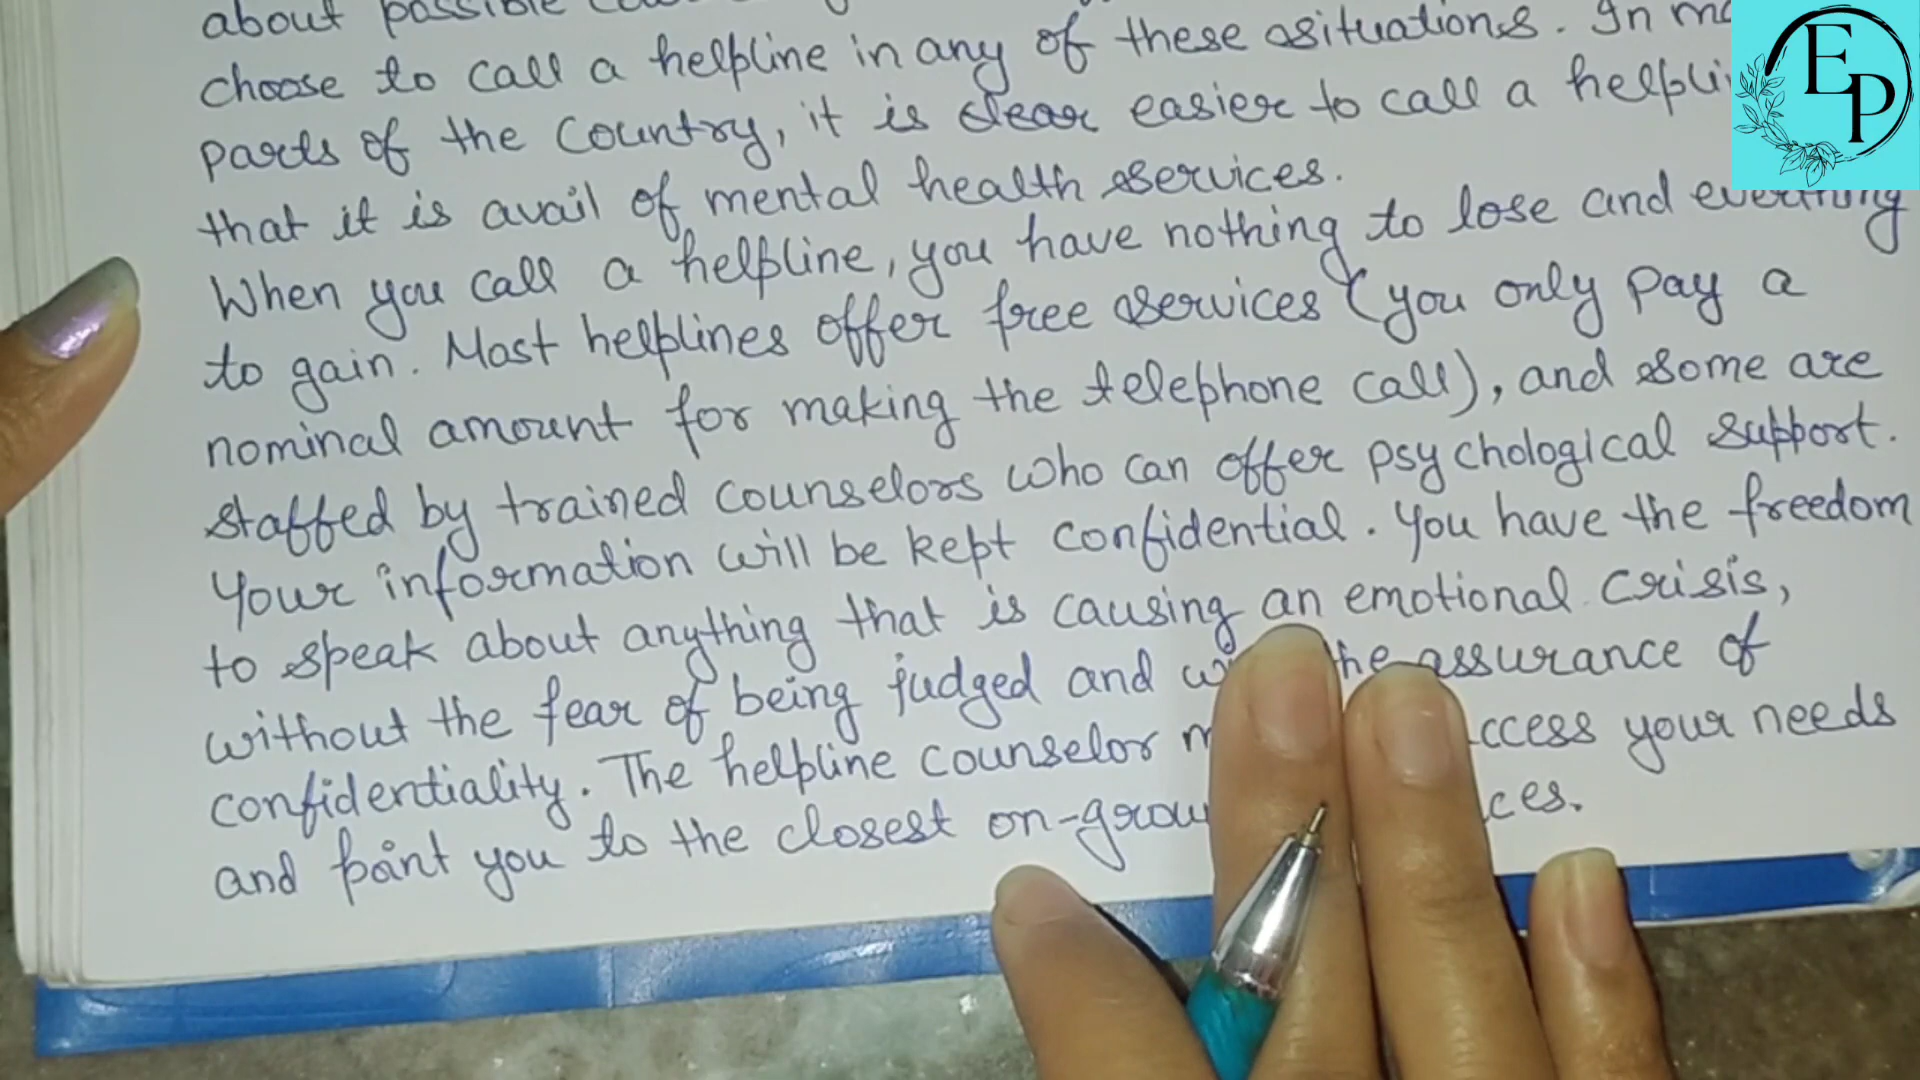 about possible
choose to call a helpline in any of these situations. In
parts of the country, it is clear easier to call a
that it is avail of mental health services.
When you call a helpline, you have nothing to lose and
to gain. Most helplines offer free services (you only pay a
nominal amount for making the telephone call), and some are
staffed by trained counselors who can offer psychological support.
Your information will be kept confidential. You have the freedom
to speak about anything that is causing an emotional crisis,
without the fear of being judged and the assurance of
confidentiality. The helpline counselor your needs
and point you to the closest
EP